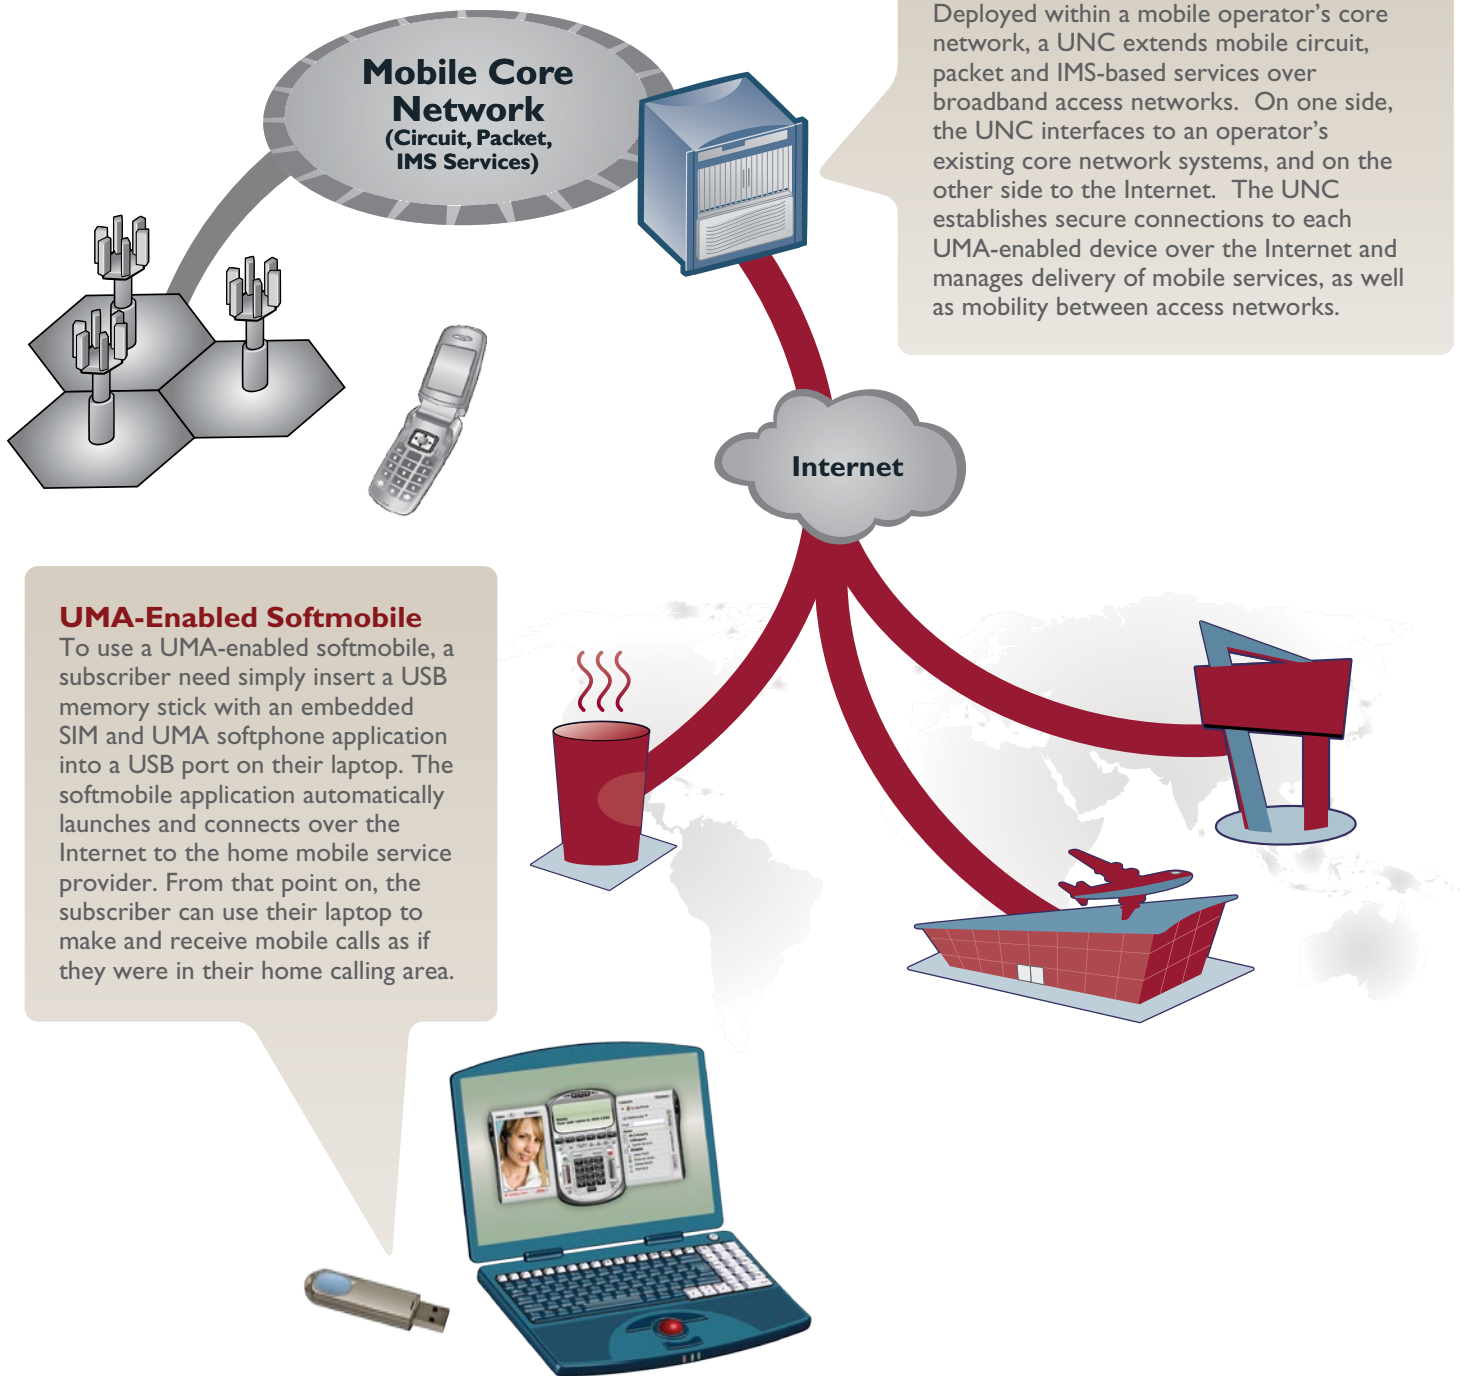 Deployed within a mobile operator’s core
network, a UNC extends mobile circuit,
packet and IMS-based services over
broadband access networks.  On one side,
the UNC interfaces to an operator’s
existing core network systems, and on the
other side to the Internet.  The UNC
establishes secure connections to each
UMA-enabled device over the Internet and
manages delivery of mobile services, as well
as mobility between access networks.
Mobile Core
Network
(Circuit, Packet,
IMS Services)
Internet
UMA-Enabled Softmobile
To use a UMA-enabled softmobile, a
subscriber need simply insert a USB
memory stick with an embedded
SIM and UMA softphone application
into a USB port on their laptop. The
softmobile application automatically
launches and connects over the
Internet to the home mobile service
provider. From that point on, the
subscriber can use their laptop to
make and receive mobile calls as if
they were in their home calling area.